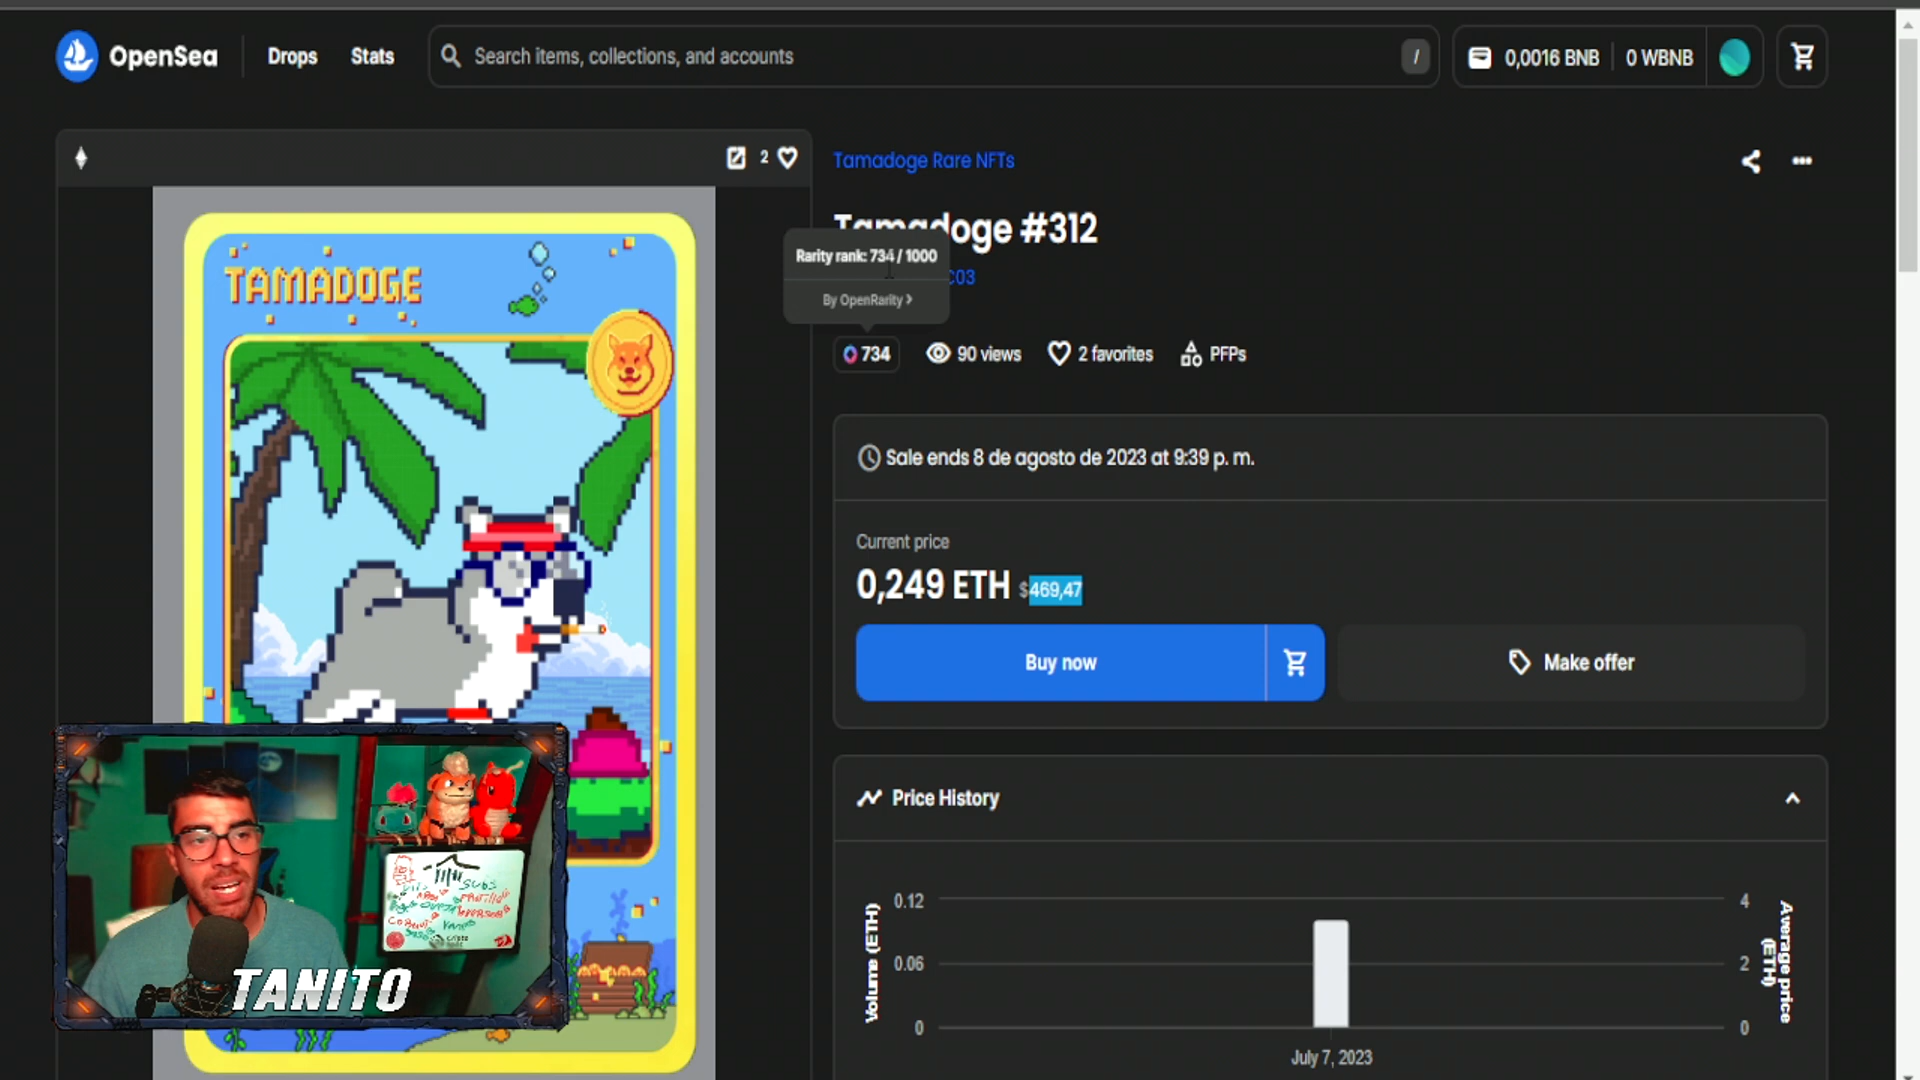 OpenSea
Drops
Stats
Search items, collections, and accounts
/
0,0016 BNB
0 WBNB
2
Tamadoge Rare NFTs
Tamadoge #312
Rarity rank: 734 / 1000
By OpenRarity
C03
734
90 views
2 favorites
PFPs
TAMADOGE
Sale ends 8 de agosto de 2023 at 9:39 p. m.
Current price
0,249 ETH $469,47
Buy now
Make offer
Price History
Volume (ETH)
0.12
0.06
0
4
2
0
Average price (ETH)
July 7, 2023
SUBS
TANITO